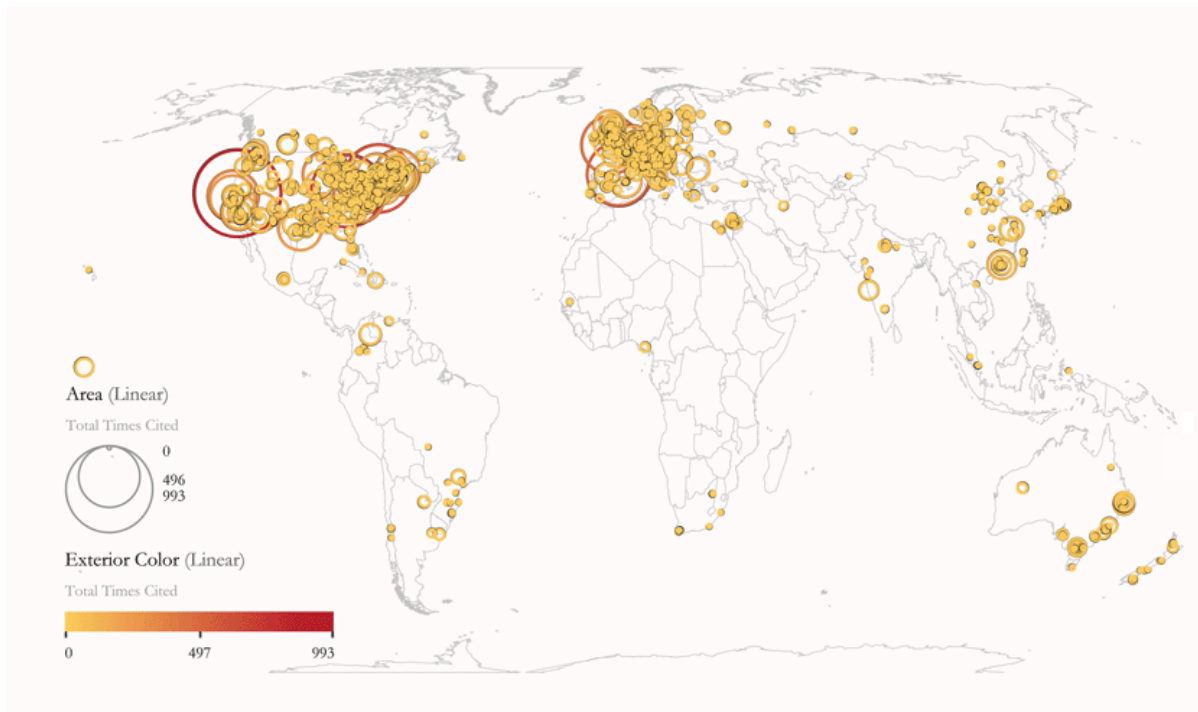 Area (Linear)
Total Times Cited
0
496
993
Exterior Color (Linear)
Total Times Cited
0 497 993